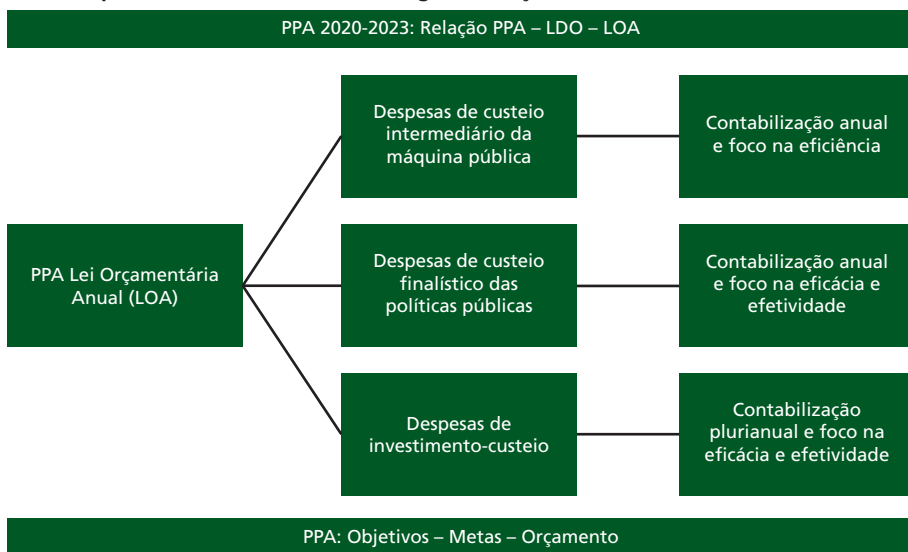 PPA 2020-2023: Relação PPA – LDO – LOA
Despesas de custeio
intermediário da
máquina pública
Contabilização anual
e foco na eficiência
PPA Lei Orçamentária
Anual (LOA)
Despesas de custeio
finalístico das
políticas públicas
Contabilização anual
e foco na eficácia e
efetividade
Despesas de
investimento-custeio
Contabilização
plurianual e foco na
eficácia e efetividade
PPA: Objetivos – Metas – Orçamento